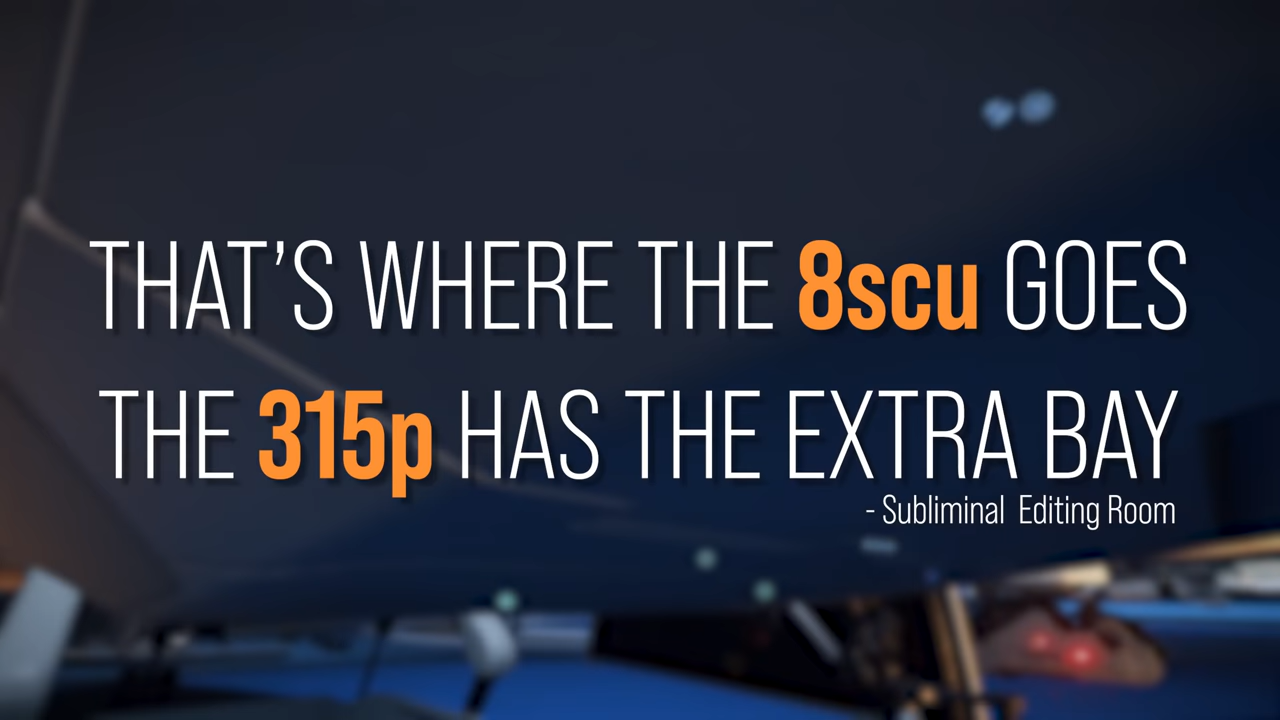 THAT'S WHERE THE 8scu GOES
THE 315p HAS THE EXTRA BAY
- Subliminal Editing Room